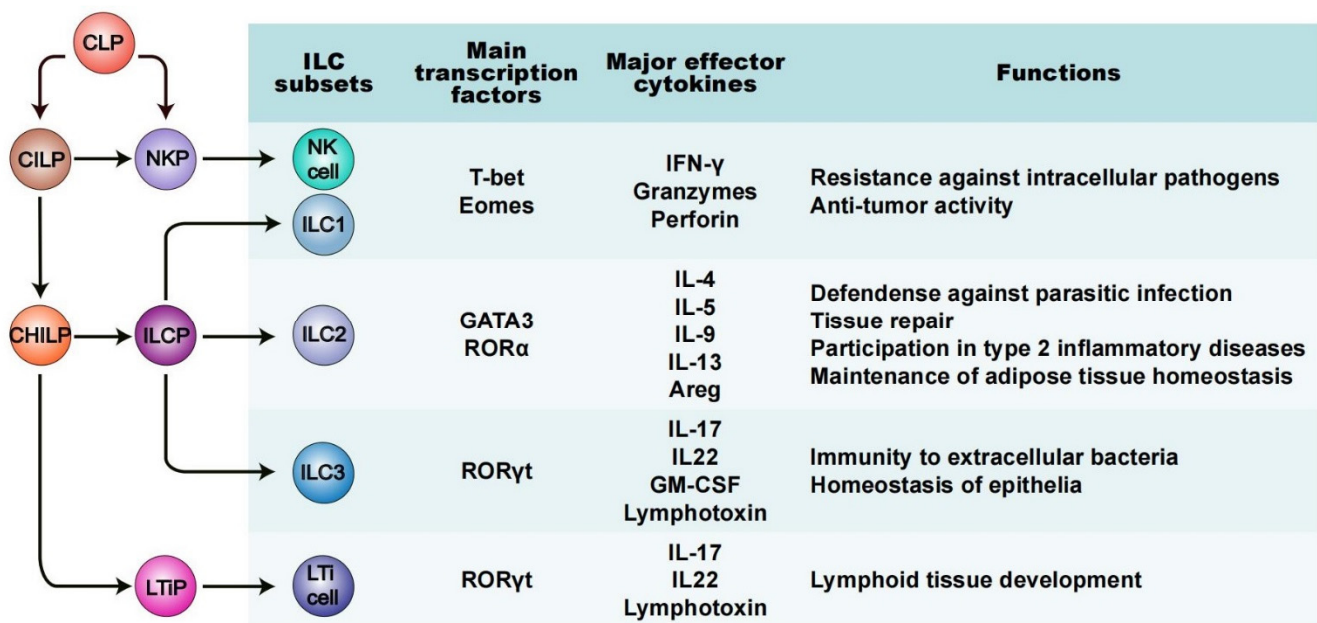 CLP
CILP
NKP
CHILP
ILCP
LTiP
ILC
subsets
Main
transcription
factors
Major effector
cytokines
Functions
NK
cell
ILC1
T-bet
Eomes
IFN-γ
Granzymes
Perforin
Resistance against intracellular pathogens
Anti-tumor activity
ILC2
GATA3
RORα
IL-4
IL-5
IL-9
IL-13
Areg
Defendense against parasitic infection
Tissue repair
Participation in type 2 inflammatory diseases
Maintenance of adipose tissue homeostasis
ILC3
RORγt
IL-17
IL22
GM-CSF
Lymphotoxin
Immunity to extracellular bacteria
Homeostasis of epithelia
LTi
cell
RORγt
IL-17
IL22
Lymphotoxin
Lymphoid tissue development